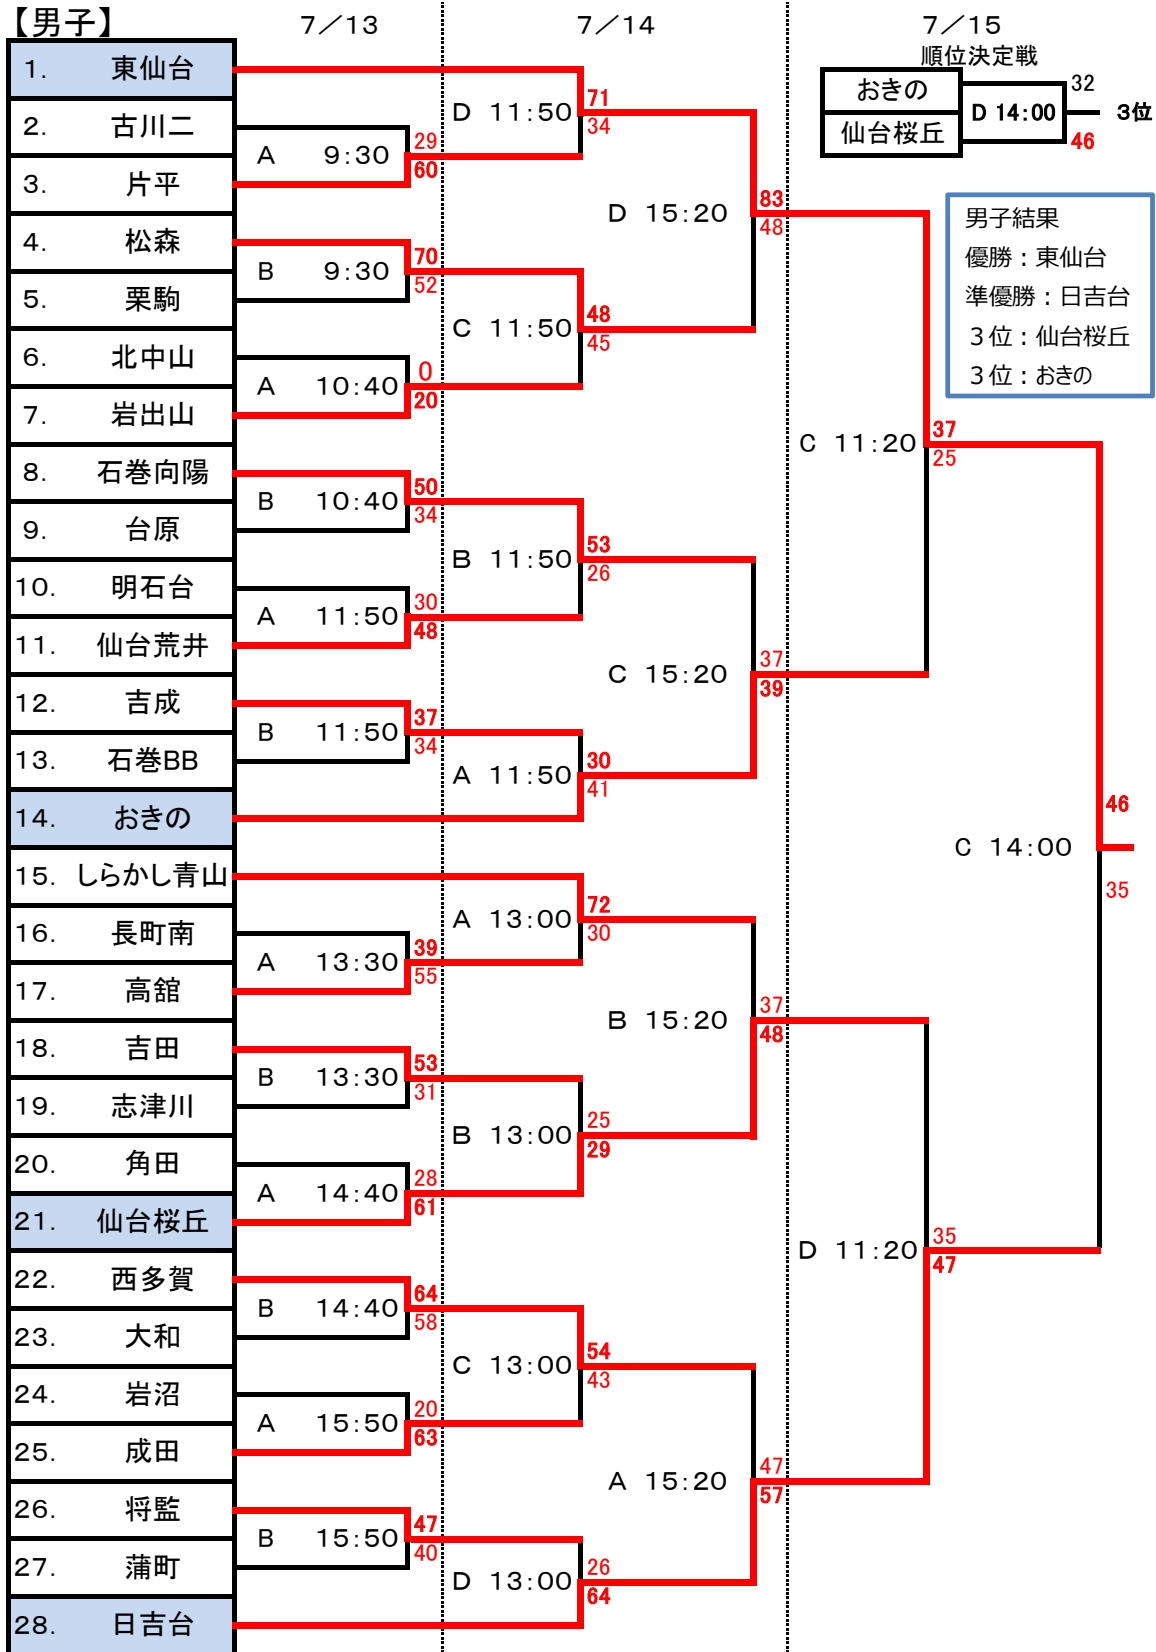 【男子】 7／13 7／14 7／15
順位決定戦
おきの 32
D 14:00 3位
仙台桜丘 46
男子結果
優勝：東仙台
準優勝：日吉台
３位：仙台桜丘
３位：おきの
1. 東仙台
2. 古川二
3. 片平
4. 松森
5. 栗駒
6. 北中山
7. 岩出山
8. 石巻向陽
9. 台原
10. 明石台
11. 仙台荒井
12. 吉成
13. 石巻BB
14. おきの
15. しらかし青山
16. 長町南
17. 高舘
18. 吉田
19. 志津川
20. 角田
21. 仙台桜丘
22. 西多賀
23. 大和
24. 岩沼
25. 成田
26. 将監
27. 蒲町
28. 日吉台
A 9:30 29 60
B 9:30 70 52
A 10:40 0 20
B 10:40 50 34
A 11:50 30 48
B 11:50 37 34
A 13:30 39 55
B 13:30 53 31
A 14:40 28 61
B 14:40 64 58
A 15:50 20 63
B 15:50 47 40
D 11:50 71 34
C 11:50 48 45
B 11:50 53 26
A 11:50 30 41
A 13:00 72 30
B 13:00 25 29
C 13:00 54 43
D 13:00 26 64
D 15:20 83 48
C 15:20 37 39
B 15:20 37 48
A 15:20 47 57
C 11:20 37 25
D 11:20 35 47
C 14:00 46 35